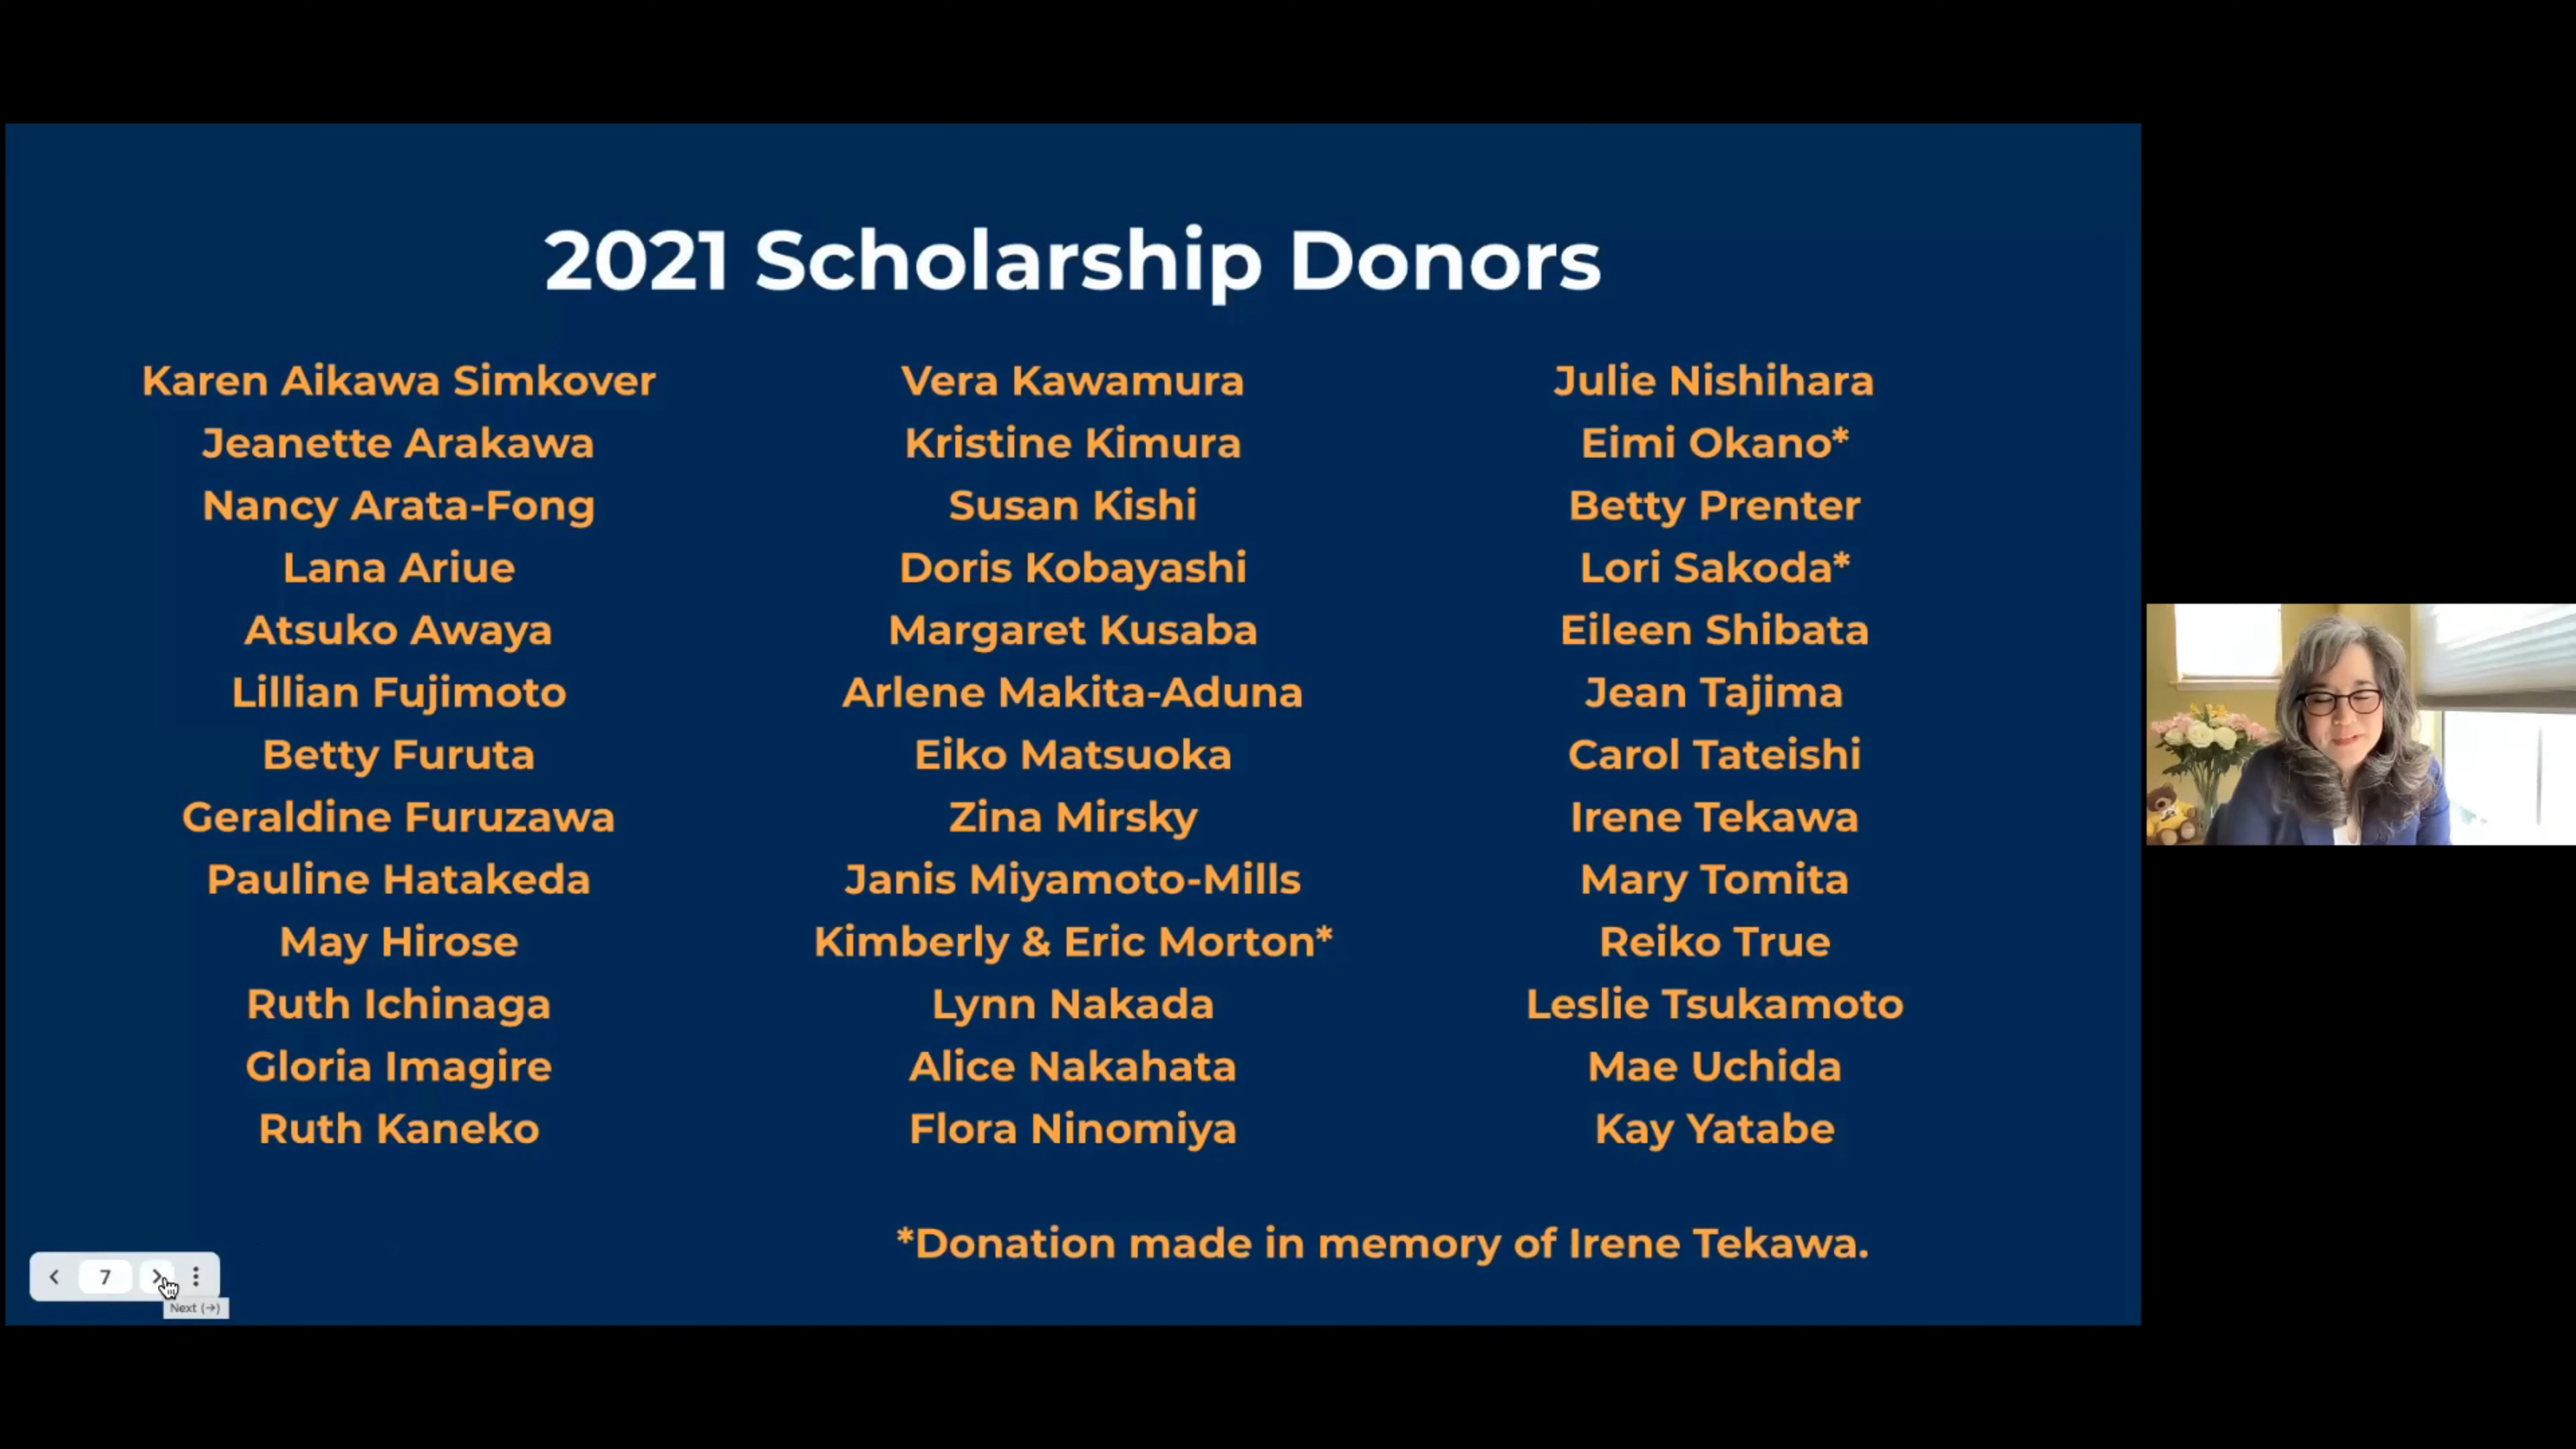 2021 Scholarship Donors
Karen Aikawa Simkover
Jeanette Arakawa
Nancy Arata-Fong
Lana Ariue
Atsuko Awaya
Lillian Fujimoto
Betty Furuta
Geraldine Furuzawa
Pauline Hatakeda
May Hirose
Ruth Ichinaga
Gloria Imagire
Ruth Kaneko
Vera Kawamura
Kristine Kimura
Susan Kishi
Doris Kobayashi
Margaret Kusaba
Arlene Makita-Aduna
Eiko Matsuoka
Zina Mirsky
Janis Miyamoto-Mills
Kimberly & Eric Morton*
Lynn Nakada
Alice Nakahata
Flora Ninomiya
Julie Nishihara
Eimi Okano*
Betty Prenter
Lori Sakoda*
Eileen Shibata
Jean Tajima
Carol Tateishi
Irene Tekawa
Mary Tomita
Reiko True
Leslie Tsukamoto
Mae Uchida
Kay Yatabe
*Donation made in memory of Irene Tekawa.
7
Next (→)